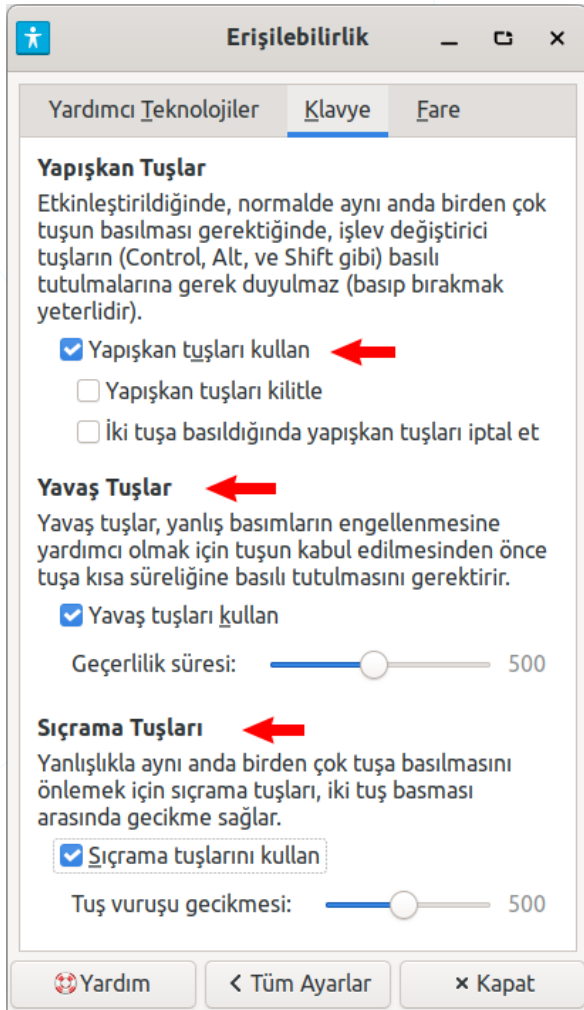 Erişilebilirlik
Yardımcı Teknolojiler Klavye Fare
Yapışkan Tuşlar
Etkinleştirildiğinde, normalde aynı anda birden çok
tuşun basılması gerektiğinde, işlev değiştirici
tuşların (Control, Alt, ve Shift gibi) basılı
tutulmalarına gerek duyulmaz (basıp bırakmak
yeterlidir).
Yapışkan tuşları kullan
Yapışkan tuşları kilitle
İki tuşa basıldığında yapışkan tuşları iptal et
Yavaş Tuşlar
Yavaş tuşlar, yanlış basımların engellenmesine
yardımcı olmak için tuşun kabul edilmesinden önce
tuşa kısa süreliğine basılı tutulmasını gerektirir.
Yavaş tuşları kullan
Geçerlilik süresi: 500
Sıçrama Tuşları
Yanlışlıkla aynı anda birden çok tuşa basılmasını
önlemek için sıçrama tuşları, iki tuş basması
arasında gecikme sağlar.
Sıçrama tuşlarını kullan
Tuş vuruşu gecikmesi: 500
Yardım < Tüm Ayarlar × Kapat